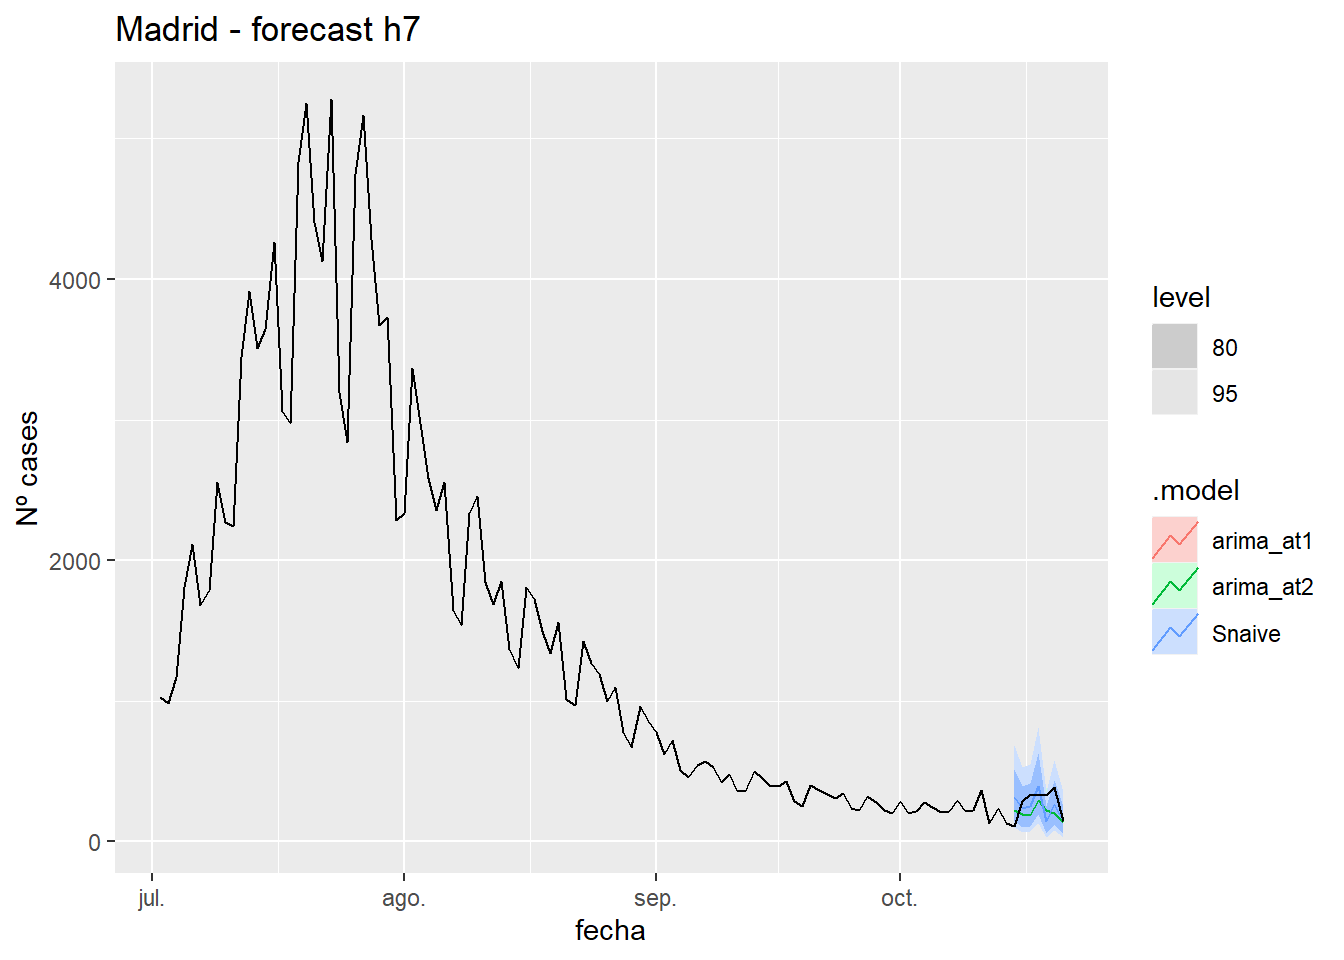 Madrid - forecast h7
Nº cases
4000
2000
0
jul.
ago.
sep.
oct.
fecha
level
80
95
.model
arima_at1
arima_at2
Snaive